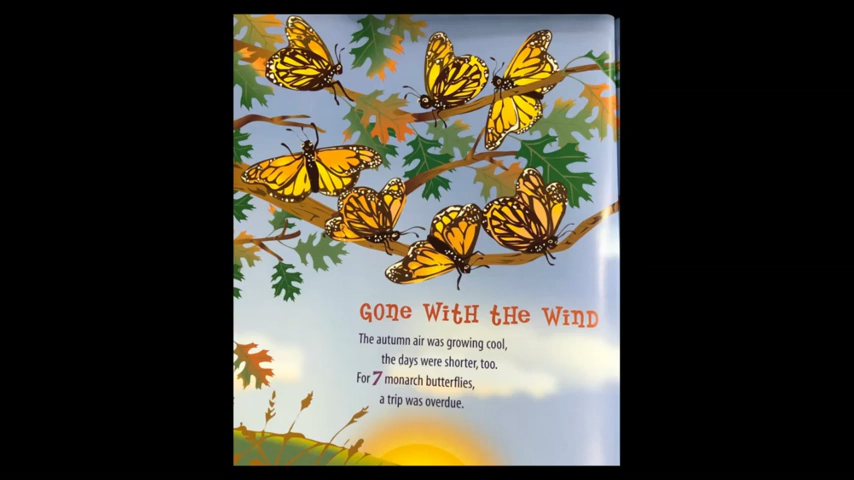 Gone With the Wind
The autumn air was growing cool,
the days were shorter, too.
For 7 monarch butterflies,
a trip was overdue.